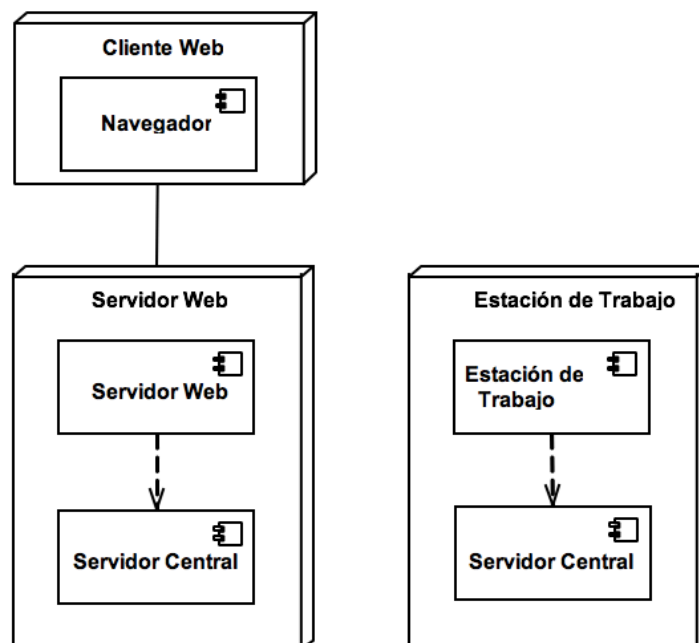 Cliente Web
Navegador
Servidor Web
Servidor Web
Servidor Central
Estación de Trabajo
Estación de
Trabajo
Servidor Central